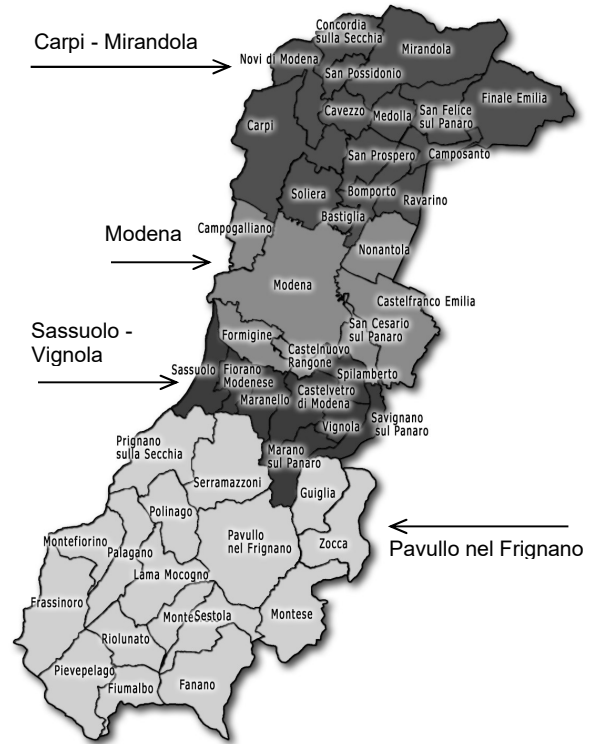 Concordia
sulla Secchia
Carpi - Mirandola
Mirandola
Novi di Modena
San Possidonio
Finale Emilia
Cavezzo
Medolla
San Felice
sul Panaro
Carpi
San Prospero
Camposanto
Soliera
Bomporto
Ravarino
Bastiglia
Campogalliano
Modena
Nonantola
Modena
Castelfranco Emilia
Sassuolo -
Vignola
San Cesario
sul Panaro
Formigine
Castelnuovo
Rangone
Sassuolo
Fiorano
Modenese
Spilamberto
Maranello
Castelvetro
di Modena
Savignano
sul Panaro
Vignola
Prignano
sulla Secchia
Marano
sul Panaro
Serramazzoni
Guiglia
Polinago
Pavullo
nel Frignano
Zocca
Pavullo nel Frignano
Montefiorino
Palagano
Lama Mocogno
Frassinoro
Sestola
Montese
Riolunato
Pievepelago
Fiumalbo
Fanano